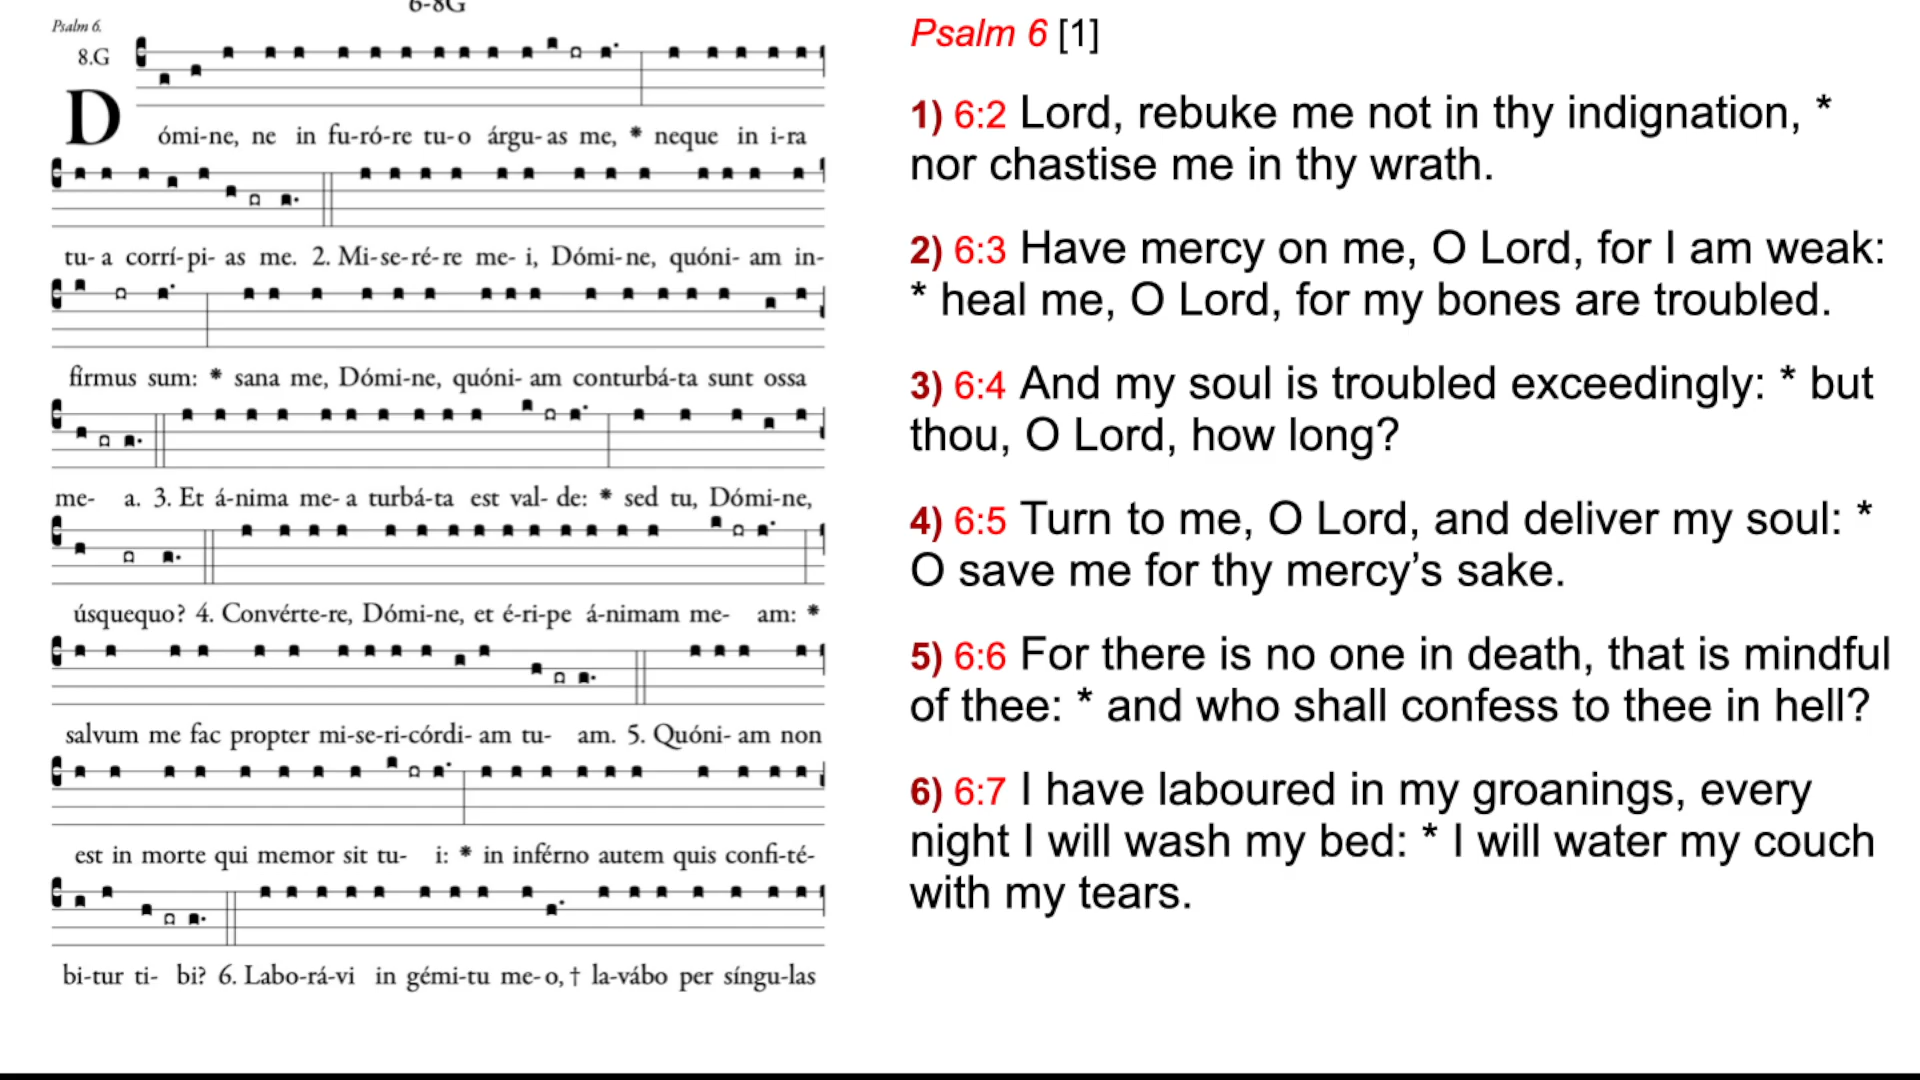 6-8G
Psalm 6.
8.G
Dómi-ne, ne in fu-ró-re tu-o árgu-as me, * neque in i-ra
tu-a corrí-pi-as me. 2. Mi-se-ré-re me-i, Dómi-ne, quóni-am in-
fírmus sum: * sana me, Dómi-ne, quóni-am conturbá-ta sunt ossa
me- a. 3. Et á-nima me-a turbá-ta est val-de: * sed tu, Dómi-ne,
úsquequo? 4. Convérte-re, Dómi-ne, et é-ri-pe á-nimam me- am: *
salvum me fac propter mi-se-ri-córdi-am tu- am. 5. Quóni-am non
est in morte qui memor sit tu- i: * in inférno autem quis confi-té-
bi-tur ti- bi? 6. Labo-rá-vi in gémi-tu me-o, † la-vábo per síngu-las
Psalm 6 [1]
1) 6:2 Lord, rebuke me not in thy indignation, *
nor chastise me in thy wrath.
2) 6:3 Have mercy on me, O Lord, for I am weak:
* heal me, O Lord, for my bones are troubled.
3) 6:4 And my soul is troubled exceedingly: * but
thou, O Lord, how long?
4) 6:5 Turn to me, O Lord, and deliver my soul: *
O save me for thy mercy’s sake.
5) 6:6 For there is no one in death, that is mindful
of thee: * and who shall confess to thee in hell?
6) 6:7 I have laboured in my groanings, every
night I will wash my bed: * I will water my couch
with my tears.